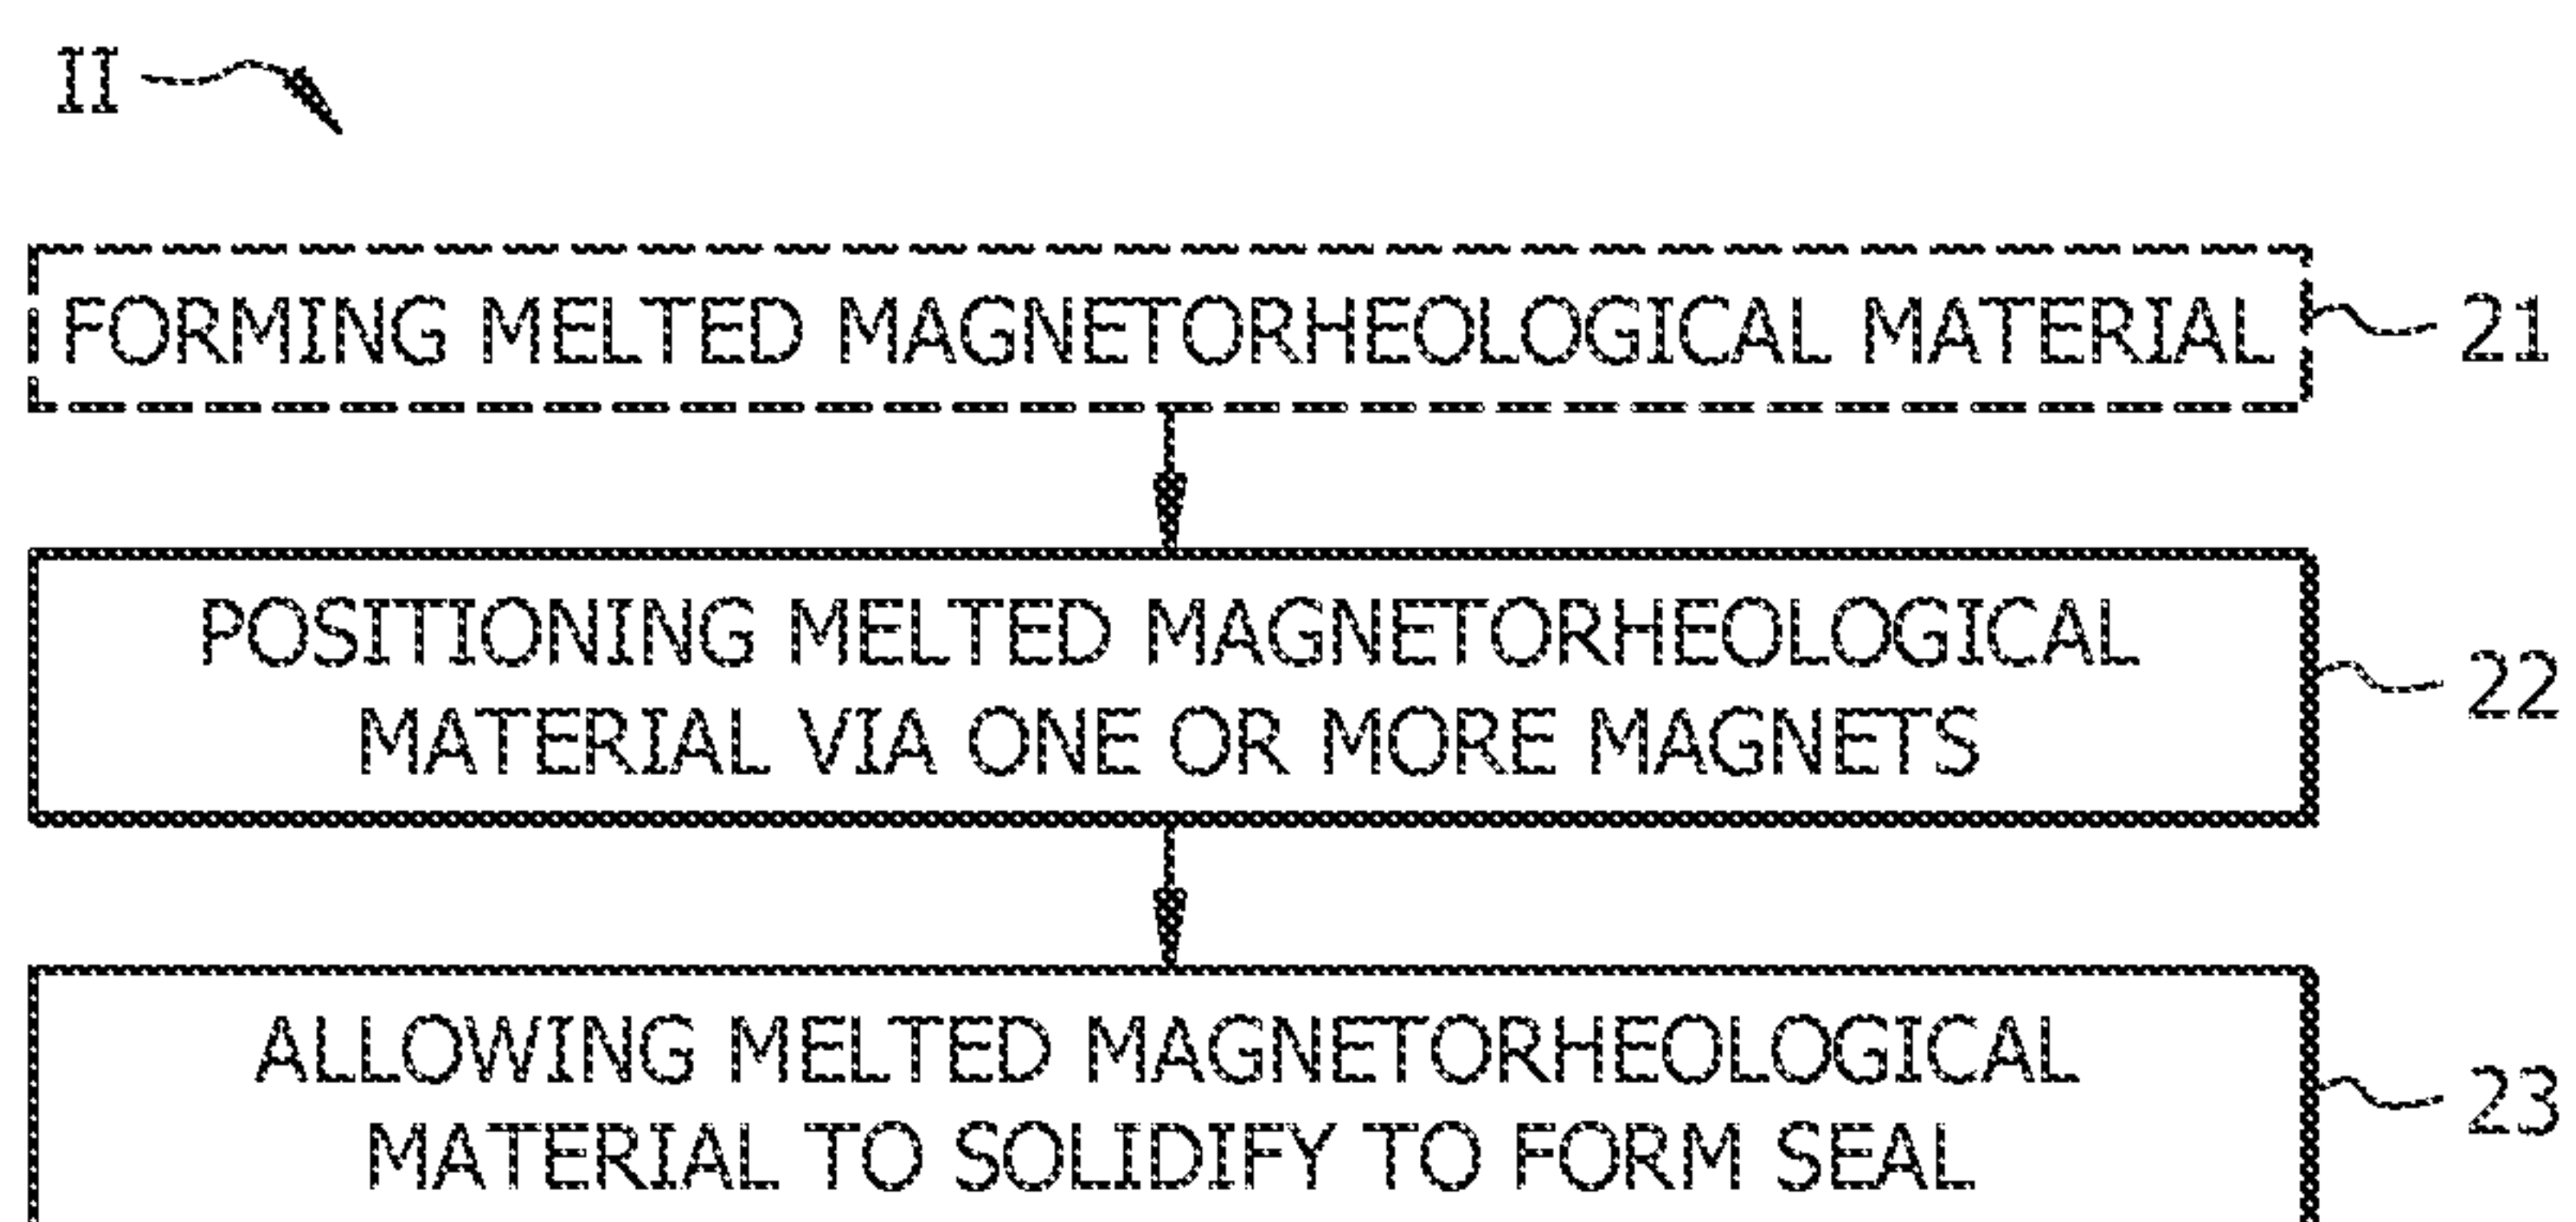 II
FORMING MELTED MAGNETORHEOLOGICAL MATERIAL
21
POSITIONING MELTED MAGNETORHEOLOGICAL
MATERIAL VIA ONE OR MORE MAGNETS
22
ALLOWING MELTED MAGNETORHEOLOGICAL
MATERIAL TO SOLIDIFY TO FORM SEAL
23